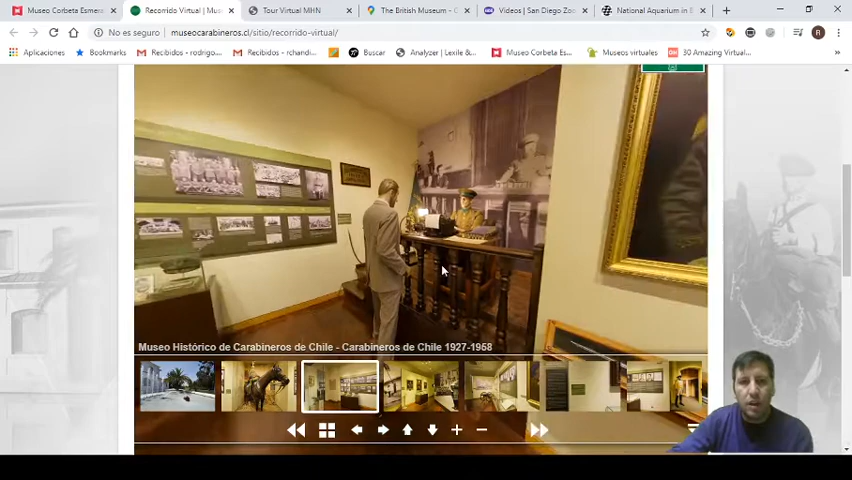 Museo Corbeta Esmera
Recorrido Virtual | Mus
Tour Virtual MHN
The British Museum – G
Videos | San Diego Zoo
National Aquarium in B
No es seguro | museocarabineros.cl/sitio/recorrido-virtual/
Aplicaciones
Bookmarks
Recibidos - rodrigo...
Recibidos - rchandi...
Buscar
Analyzer | Lexile &...
Museo Corbeta Es...
Museos virtuales
30 Amazing Virtual...
Museo Histórico de Carabineros de Chile - Carabineros de Chile 1927-1958